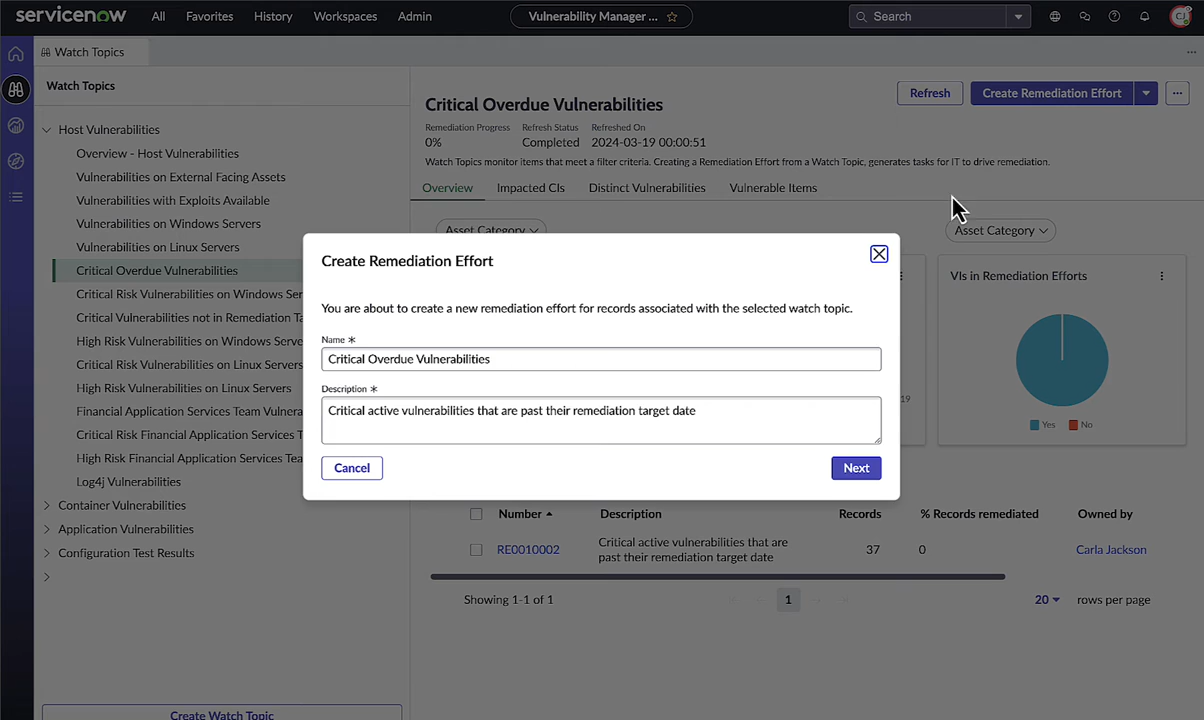 servicenow
All
Favorites
History
Workspaces
Admin
Vulnerability Manager ...
Search
CJ
Watch Topics
Watch Topics
Host Vulnerabilities
Overview - Host Vulnerabilities
Vulnerabilities on External Facing Assets
Vulnerabilities with Exploits Available
Vulnerabilities on Windows Servers
Vulnerabilities on Linux Servers
Critical Overdue Vulnerabilities
Critical Risk Vulnerabilities on Windows Ser
Critical Vulnerabilities not in Remediation Ta
High Risk Vulnerabilities on Windows Serve
Critical Risk Vulnerabilities on Linux Servers
High Risk Vulnerabilities on Linux Servers
Financial Application Services Team Vulnera
Critical Risk Financial Application Services T
High Risk Financial Application Services Tea
Log4j Vulnerabilities
Container Vulnerabilities
Application Vulnerabilities
Configuration Test Results
Create Watch Topic
Critical Overdue Vulnerabilities
Refresh
Create Remediation Effort
Remediation Progress
Refresh Status
Refreshed On
0%
Completed
2024-03-19 00:00:51
Watch Topics monitor items that meet a filter criteria. Creating a Remediation Effort from a Watch Topic, generates tasks for IT to drive remediation.
Overview
Impacted CIs
Distinct Vulnerabilities
Vulnerable Items
Asset Category
Asset Category
Create Remediation Effort
You are about to create a new remediation effort for records associated with the selected watch topic.
Name *
Critical Overdue Vulnerabilities
Description *
Critical active vulnerabilities that are past their remediation target date
Cancel
Next
VIs in Remediation Efforts
19
Yes
No
Number
Description
Records
% Records remediated
Owned by
RE0010002
Critical active vulnerabilities that are
past their remediation target date
37
0
Carla Jackson
Showing 1-1 of 1
1
20
rows per page